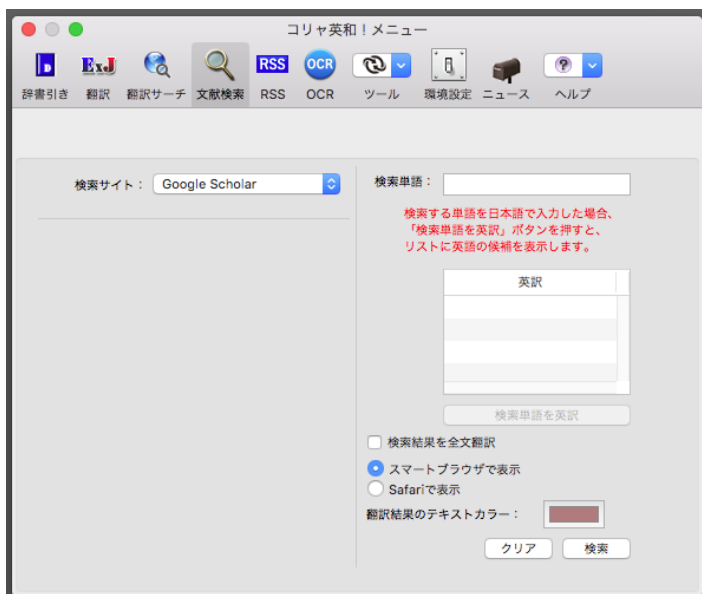 コリャ英和！メニュー
D
ExJ
RSS
OCR
?
辞書引き 翻訳 翻訳サーチ 文献検索 RSS OCR ツール 環境設定 ニュース ヘルプ
検索サイト： Google Scholar
検索単語：
検索する単語を日本語で入力した場合、
「検索単語を英訳」ボタンを押すと、
リストに英語の候補を表示します。
英訳
検索単語を英訳
検索結果を全文翻訳
スマートブラウザで表示
Safariで表示
翻訳結果のテキストカラー：
クリア 検索